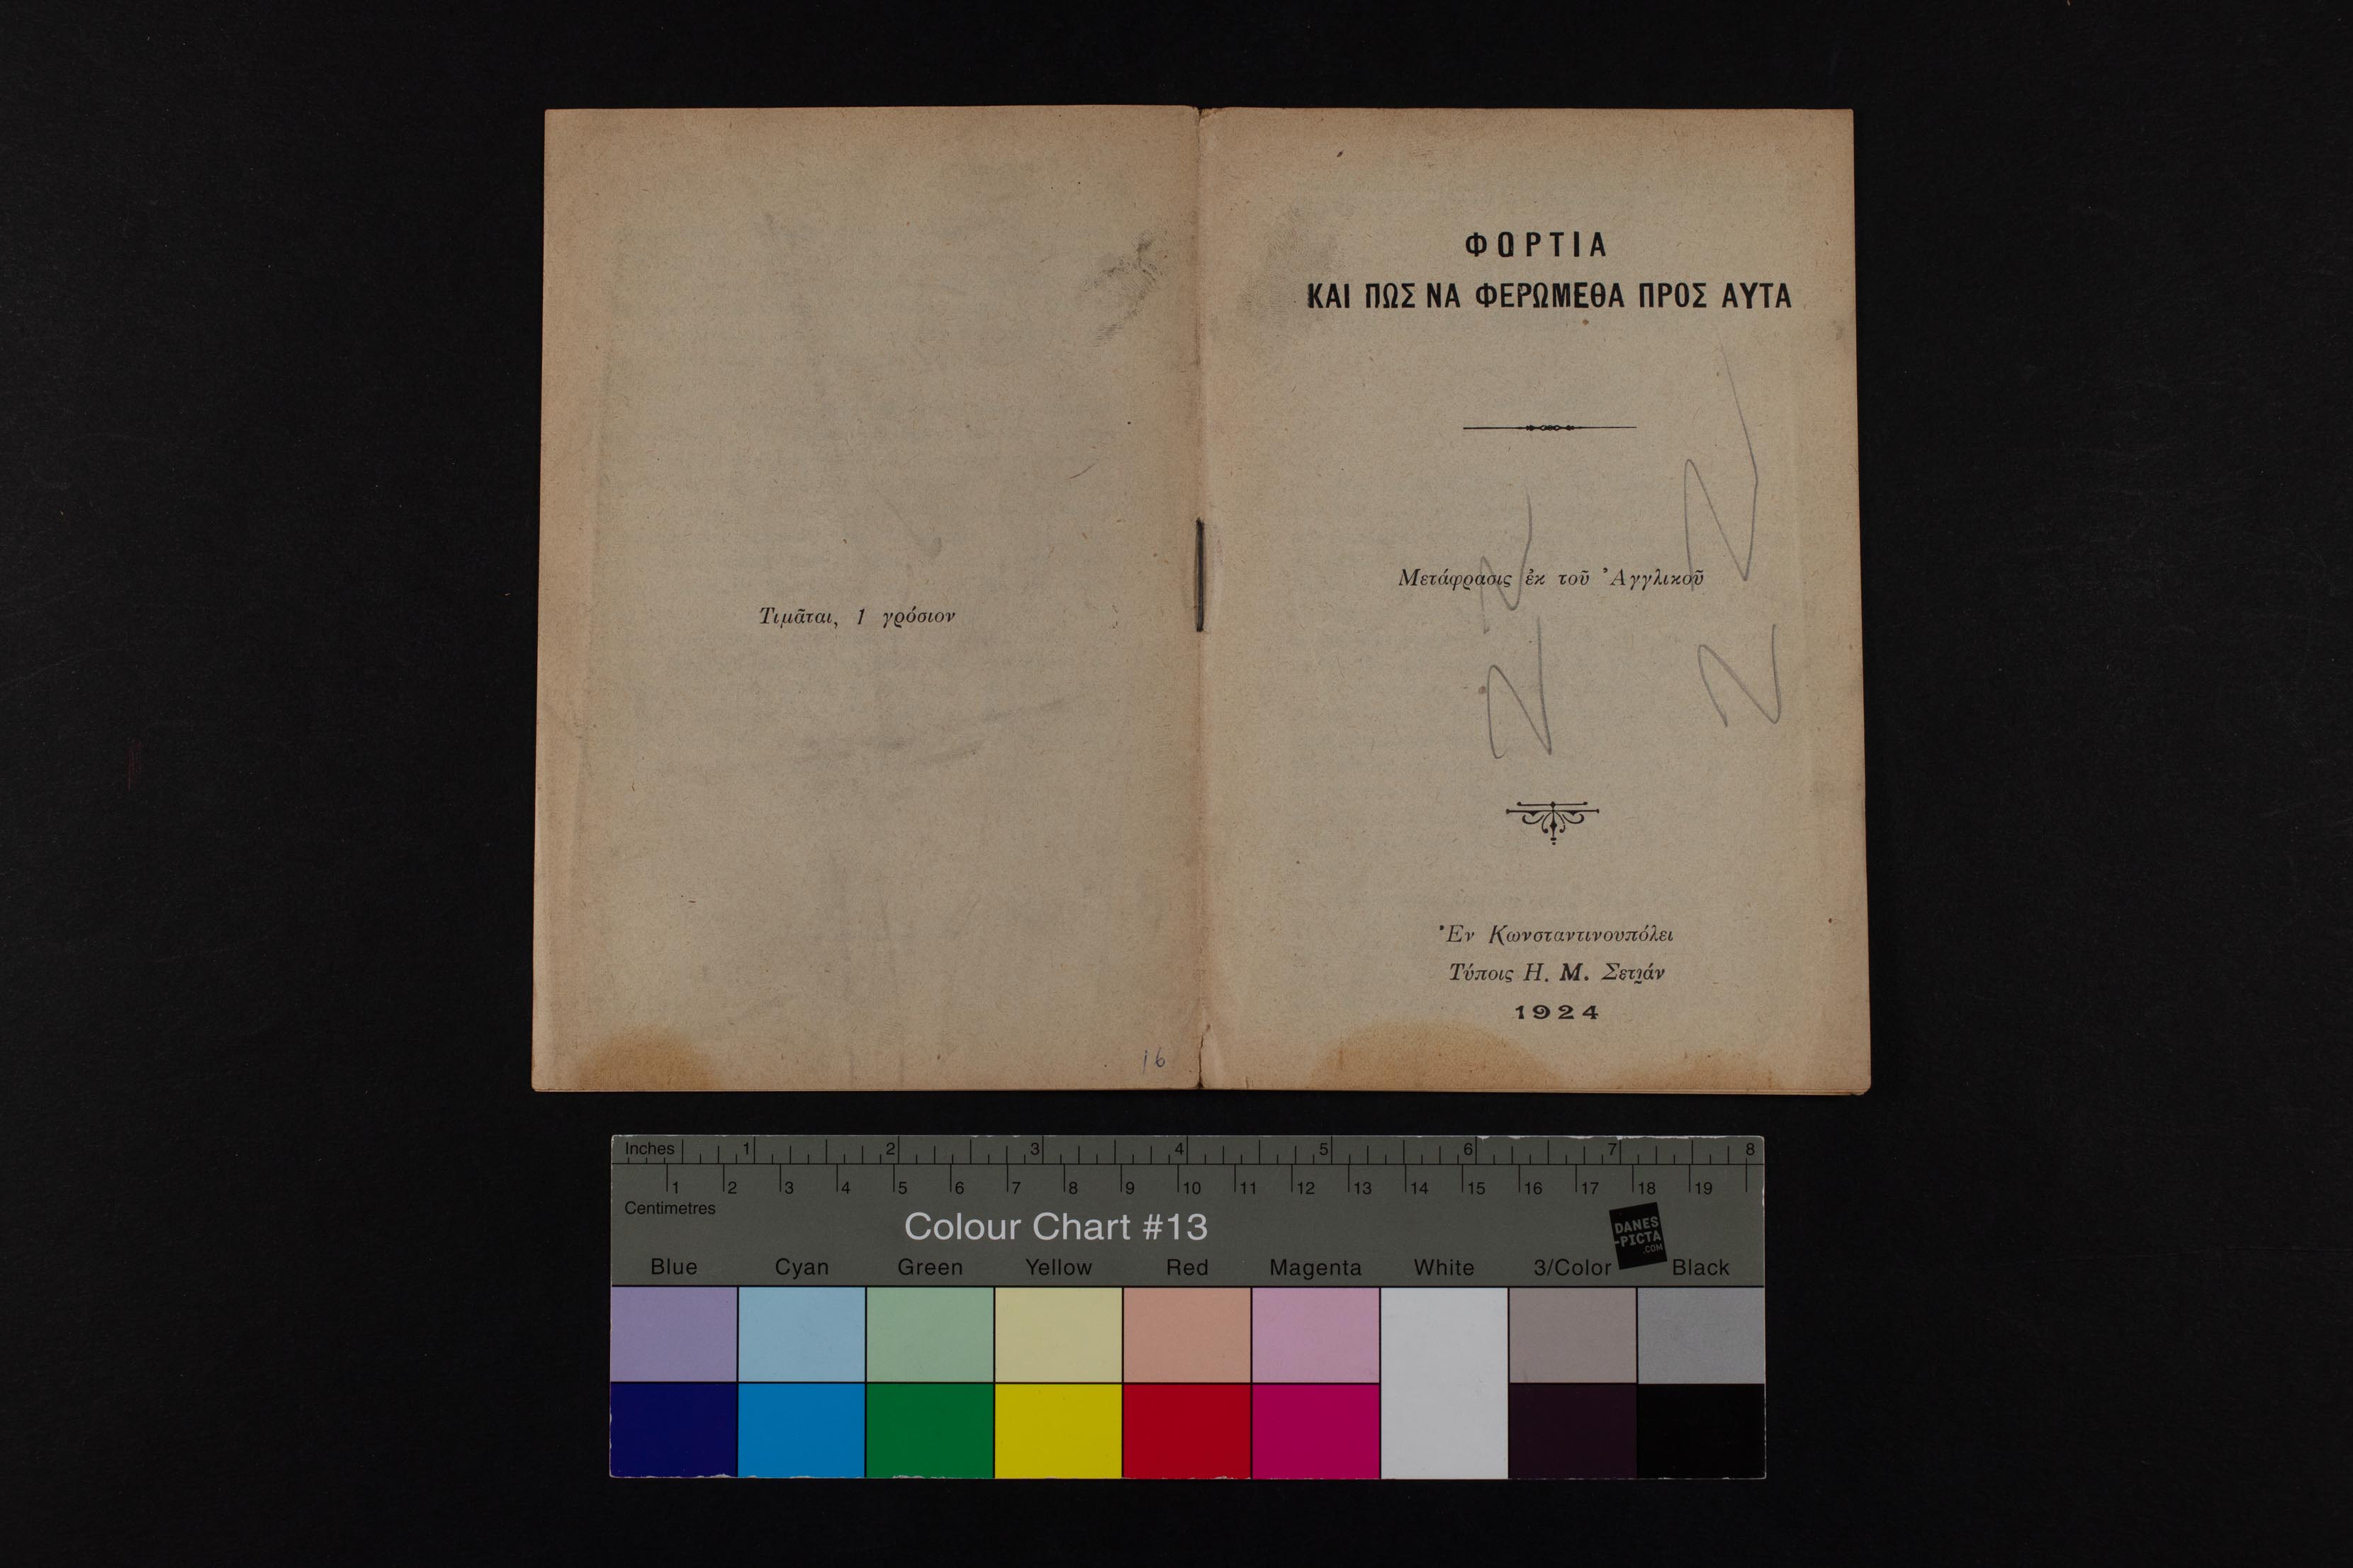 Τιμᾶται, 1 γρόσιον
16
ΦΟΡΤΙΑ
ΚΑΙ ΠΩΣ ΝΑ ΦΕΡΩΜΕΘΑ ΠΡΟΣ ΑΥΤΑ
Μετάφρασις ἐκ τοῦ Ἀγγλικοῦ
Ἐν Κωνσταντινουπόλει
Τύποις Η. Μ. Σετιάν
1924
Inches 1 2 3 4 5 6 7 8
1 2 3 4 5 6 7 8 9 10 11 12 13 14 15 16 17 18 19
Centimetres
Colour Chart #13
DANES
-PICTA
.COM
Blue Cyan Green Yellow Red Magenta White 3/Color Black